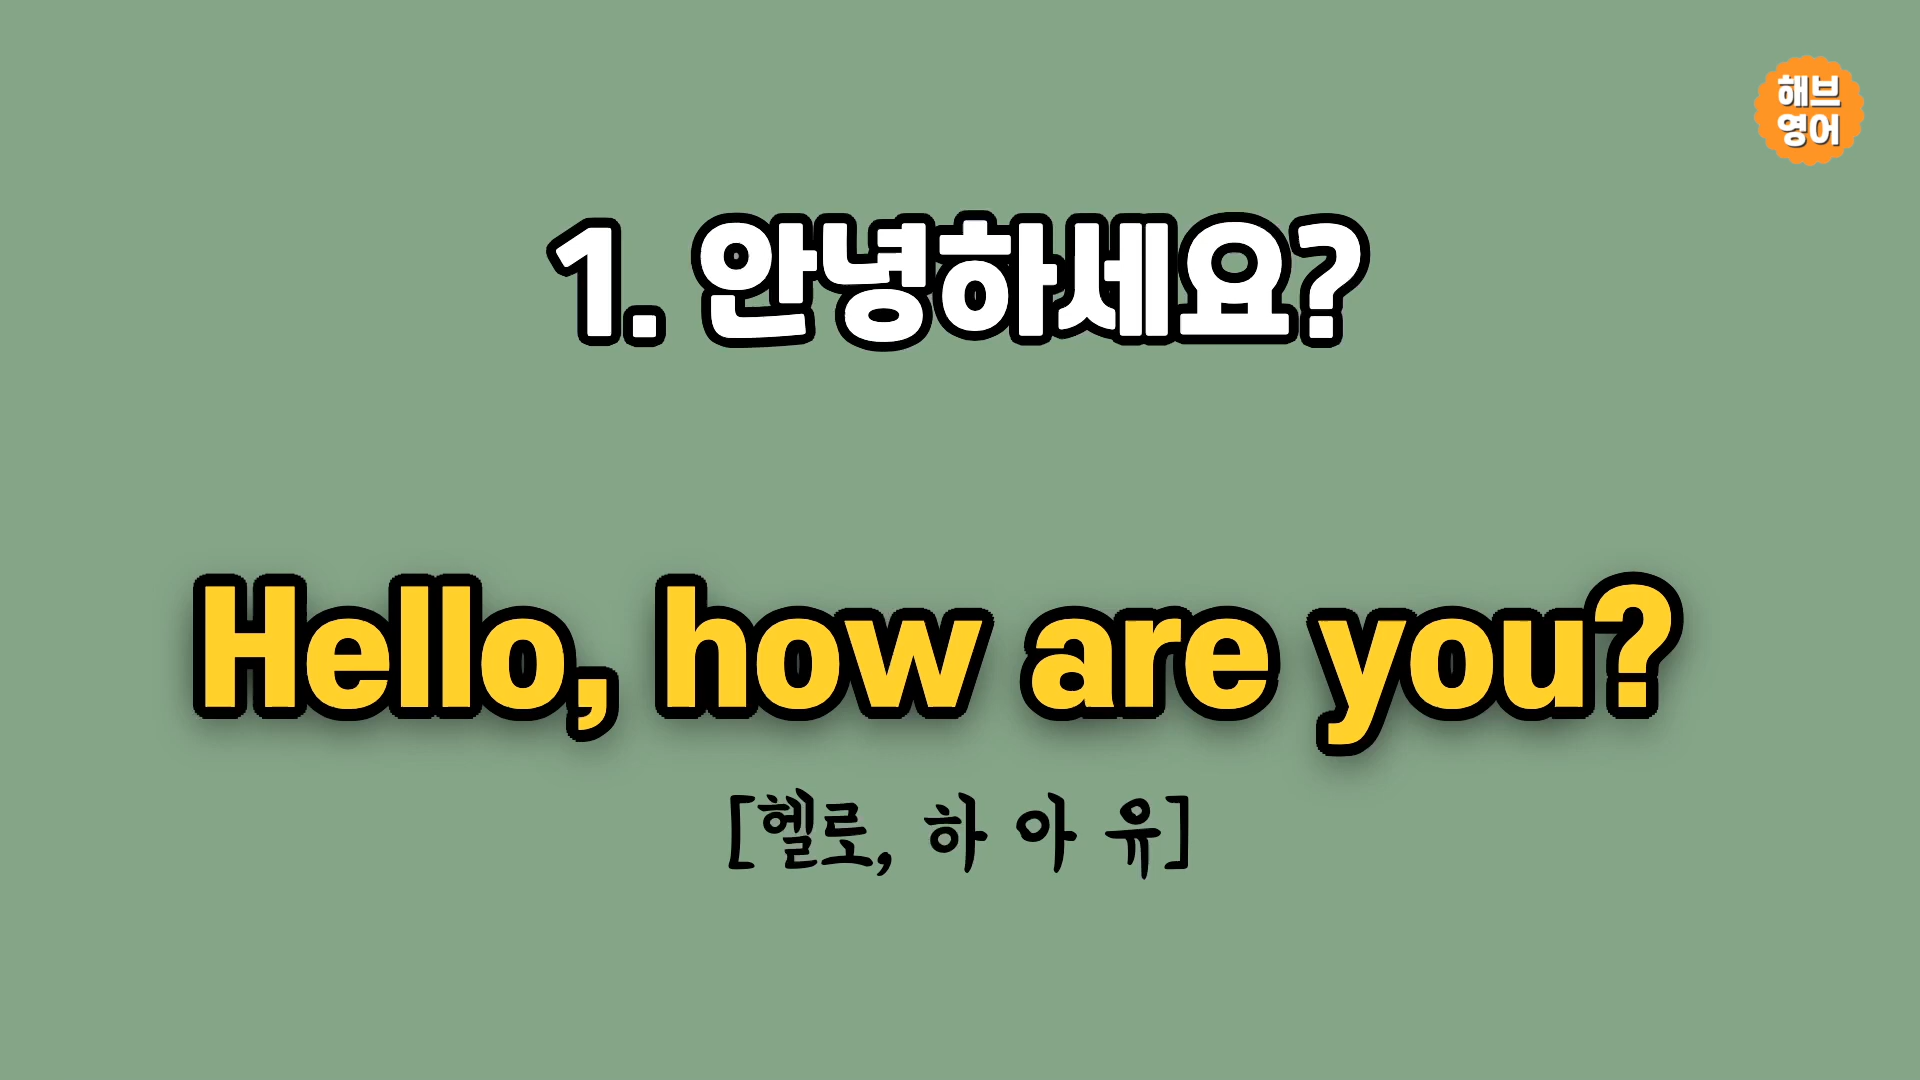 해브
영어
1. 안녕하세요?
Hello, how are you?
[헬로, 하 아 유]